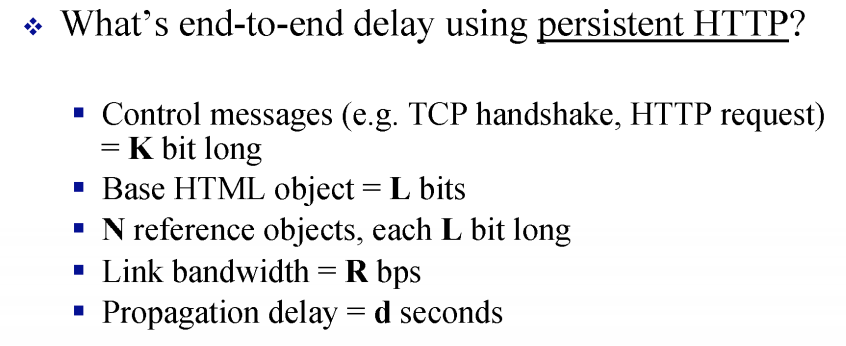 What's end-to-end delay using persistent HTTP?
Control messages (e.g. TCP handshake, HTTP request)
= K bit long
Base HTML object = L bits
N reference objects, each L bit long
Link bandwidth = R bps
Propagation delay = d seconds